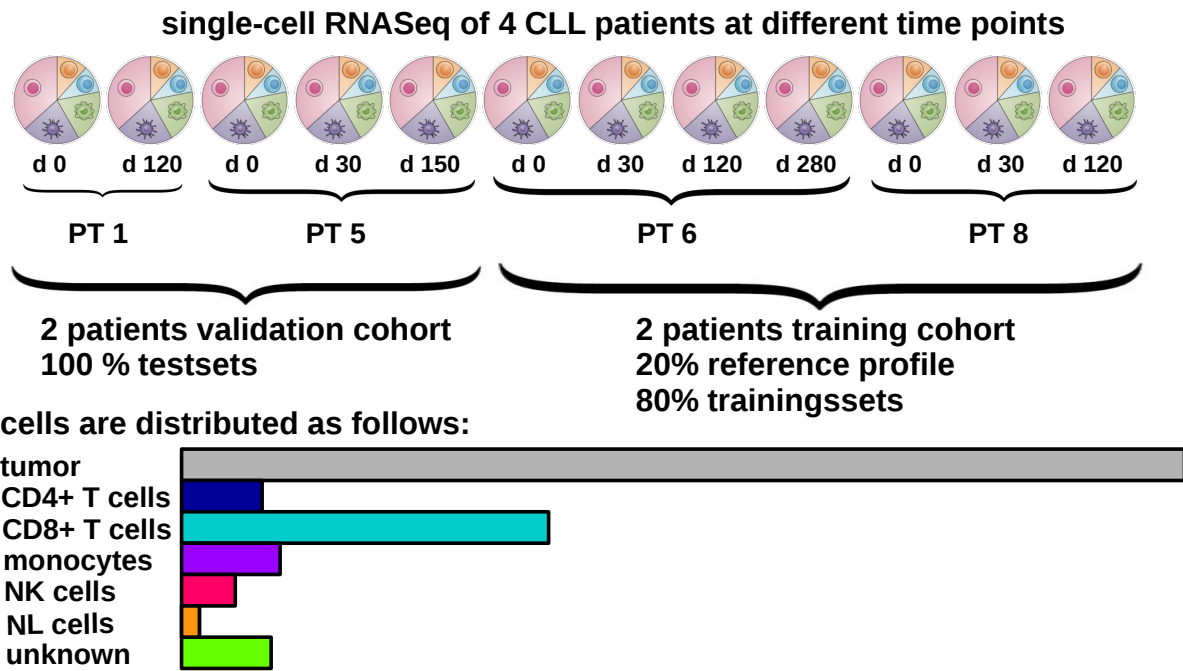 single-cell RNASeq of 4 CLL patients at different time points
d 0 d 120 d 0 d 30 d 150 d 0 d 30 d 120 d 280 d 0 d 30 d 120
PT 1 PT 5 PT 6 PT 8
2 patients validation cohort
100 % testsets
2 patients training cohort
20% reference profile
80% trainingssets
cells are distributed as follows:
tumor
CD4+ T cells
CD8+ T cells
monocytes
NK cells
NL cells
unknown